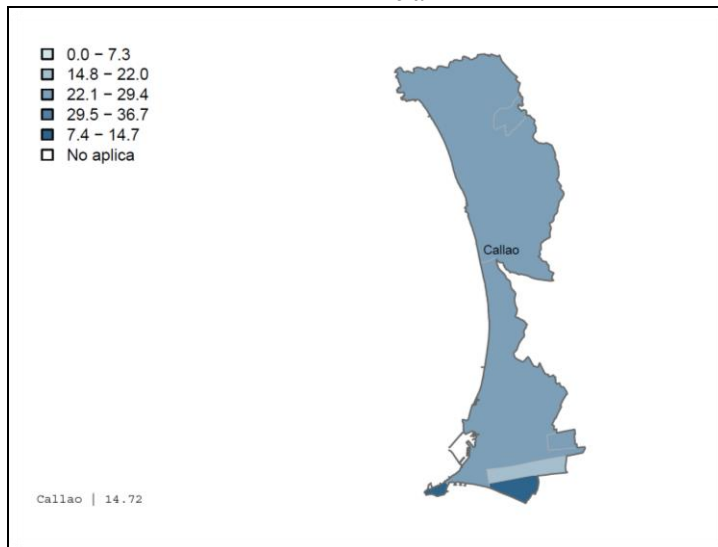 0.0 – 7.3
14.8 – 22.0
22.1 – 29.4
29.5 – 36.7
7.4 – 14.7
No aplica
Callao
Callao | 14.72